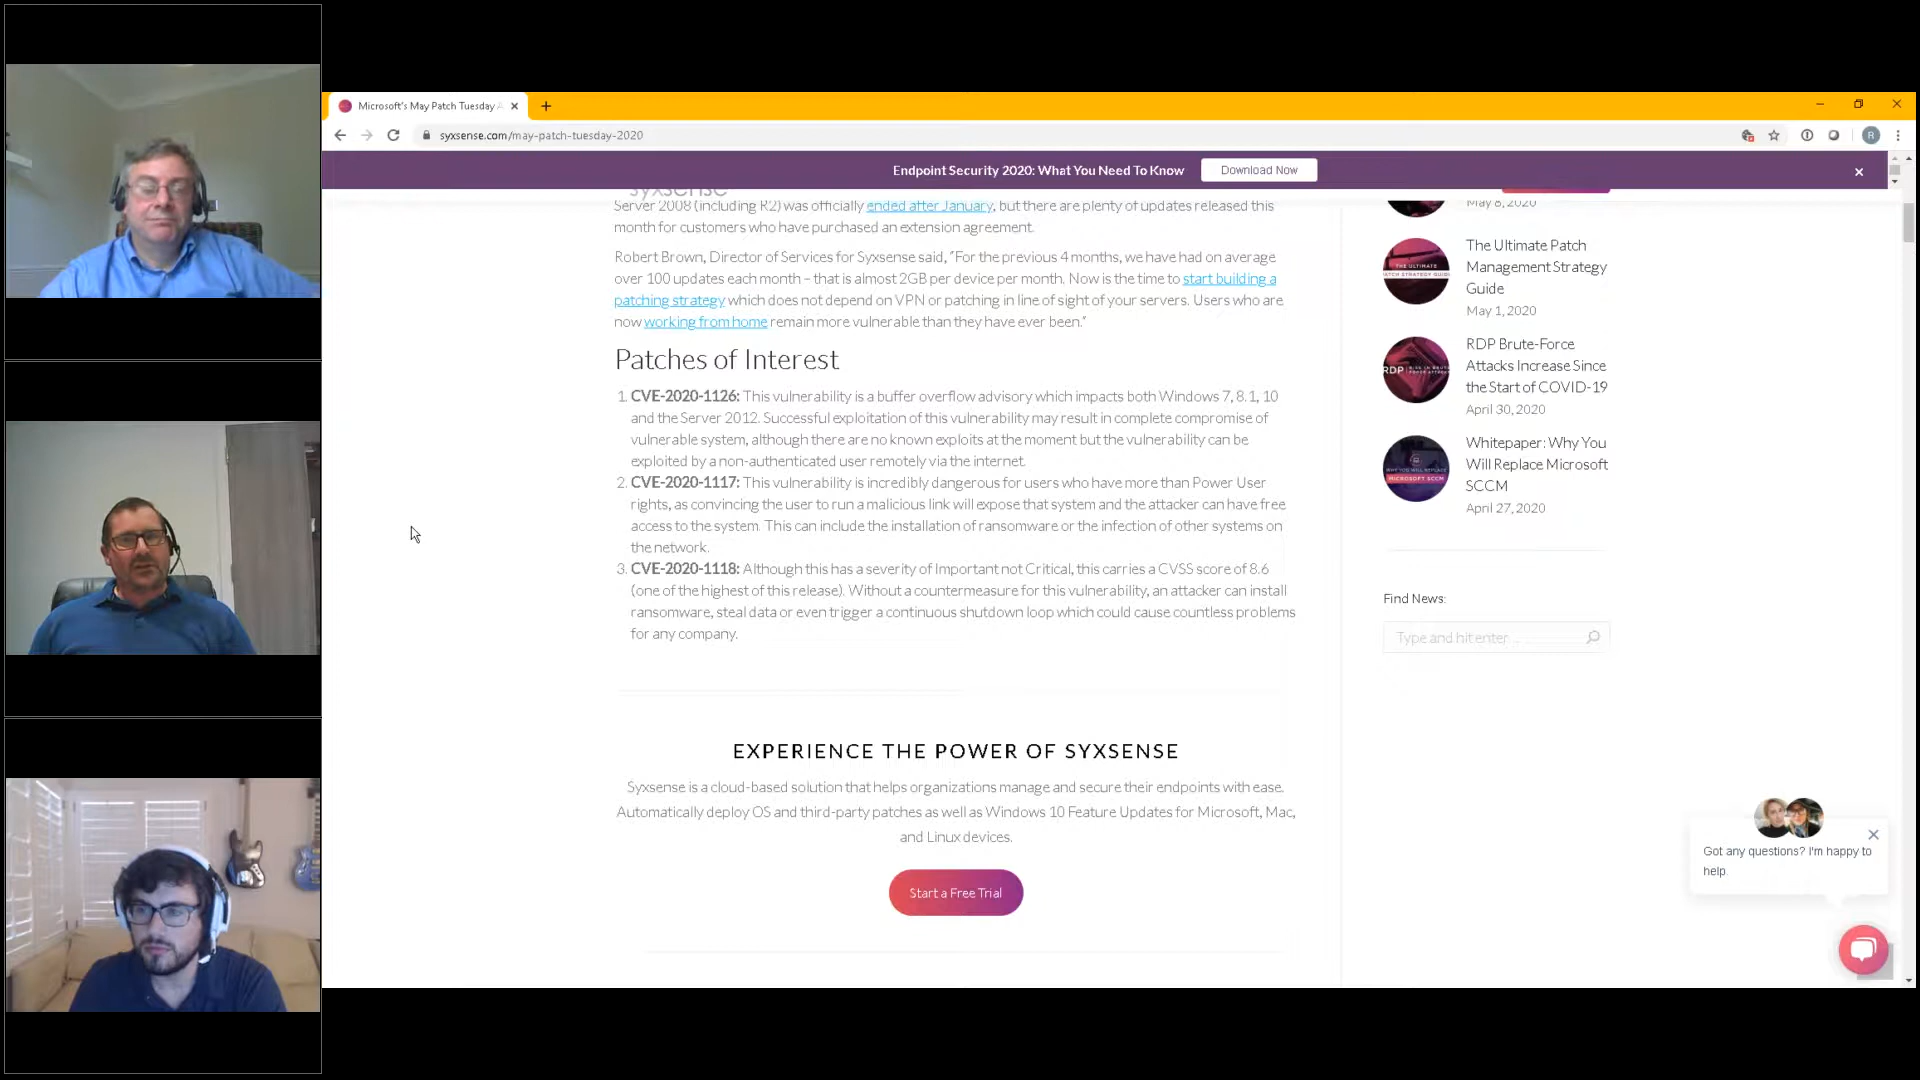 Microsoft's May Patch Tuesday
syxsense.com/may-patch-tuesday-2020
R
Endpoint Security 2020: What You Need To Know
Download Now
syxsense
Server 2008 (including R2) was officially ended after January, but there are plenty of updates released this
month for customers who have purchased an extension agreement.
Robert Brown, Director of Services for Syxsense said, "For the previous 4 months, we have had on average
over 100 updates each month – that is almost 2GB per device per month. Now is the time to start building a
patching strategy which does not depend on VPN or patching in line of sight of your servers. Users who are
now working from home remain more vulnerable than they have ever been."
Patches of Interest
1. CVE-2020-1126: This vulnerability is a buffer overflow advisory which impacts both Windows 7, 8.1, 10
and the Server 2012. Successful exploitation of this vulnerability may result in complete compromise of
vulnerable system, although there are no known exploits at the moment but the vulnerability can be
exploited by a non-authenticated user remotely via the internet.
2. CVE-2020-1117: This vulnerability is incredibly dangerous for users who have more than Power User
rights, as convincing the user to run a malicious link will expose that system and the attacker can have free
access to the system. This can include the installation of ransomware or the infection of other systems on
the network.
3. CVE-2020-1118: Although this has a severity of Important not Critical, this carries a CVSS score of 8.6
(one of the highest of this release). Without a countermeasure for this vulnerability, an attacker can install
ransomware, steal data or even trigger a continuous shutdown loop which could cause countless problems
for any company.
EXPERIENCE THE POWER OF SYXSENSE
Syxsense is a cloud-based solution that helps organizations manage and secure their endpoints with ease.
Automatically deploy OS and third-party patches as well as Windows 10 Feature Updates for Microsoft, Mac,
and Linux devices.
Start a Free Trial
May 8, 2020
THE ULTIMATE
The Ultimate Patch
Management Strategy
Guide
May 1, 2020
RDP
RDP Brute-Force
Attacks Increase Since
the Start of COVID-19
April 30, 2020
WHY YOU WILL REPLACE
MICROSOFT SCCM
Whitepaper: Why You
Will Replace Microsoft
SCCM
April 27, 2020
Find News:
Type and hit enter ...
Got any questions? I'm happy to
help.